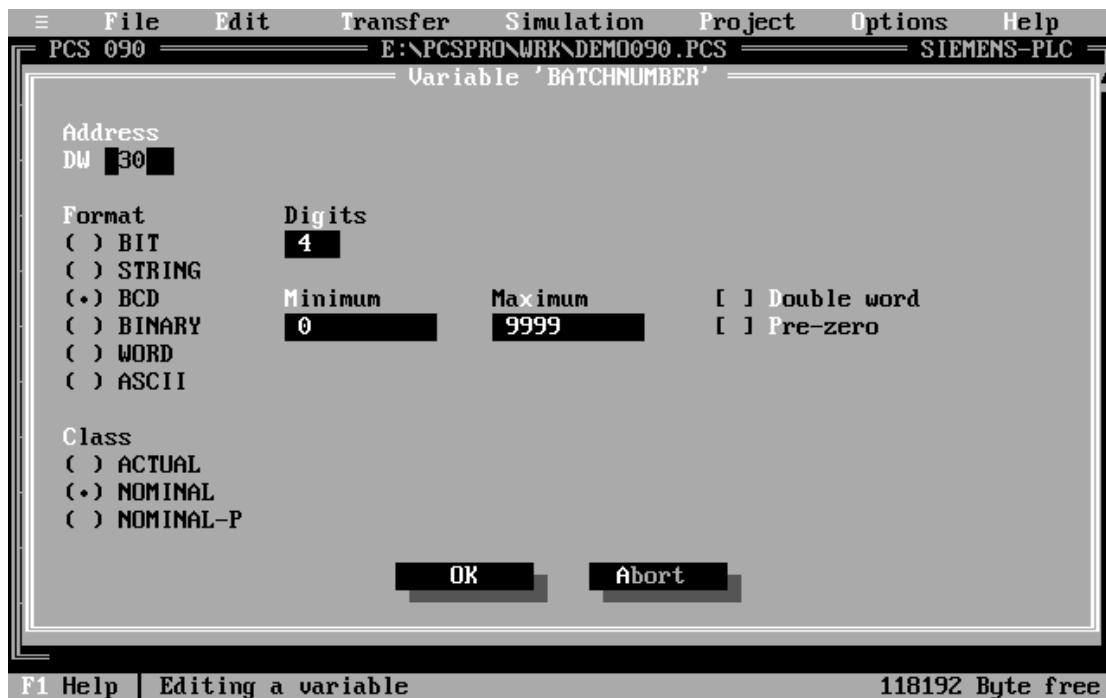 ≡ File Edit Transfer Simulation Project Options Help
PCS 090 E:\PCSPRO\WRK\DEMO090.PCS SIEMENS-PLC
Variable 'BATCHNUMBER'
Address
DW 30
Format Digits
( ) BIT 4
( ) STRING
(•) BCD Minimum Maximum [ ] Double word
( ) BINARY 0 9999 [ ] Pre-zero
( ) WORD
( ) ASCII
Class
( ) ACTUAL
(•) NOMINAL
( ) NOMINAL-P
OK Abort
F1 Help | Editing a variable 118192 Byte free